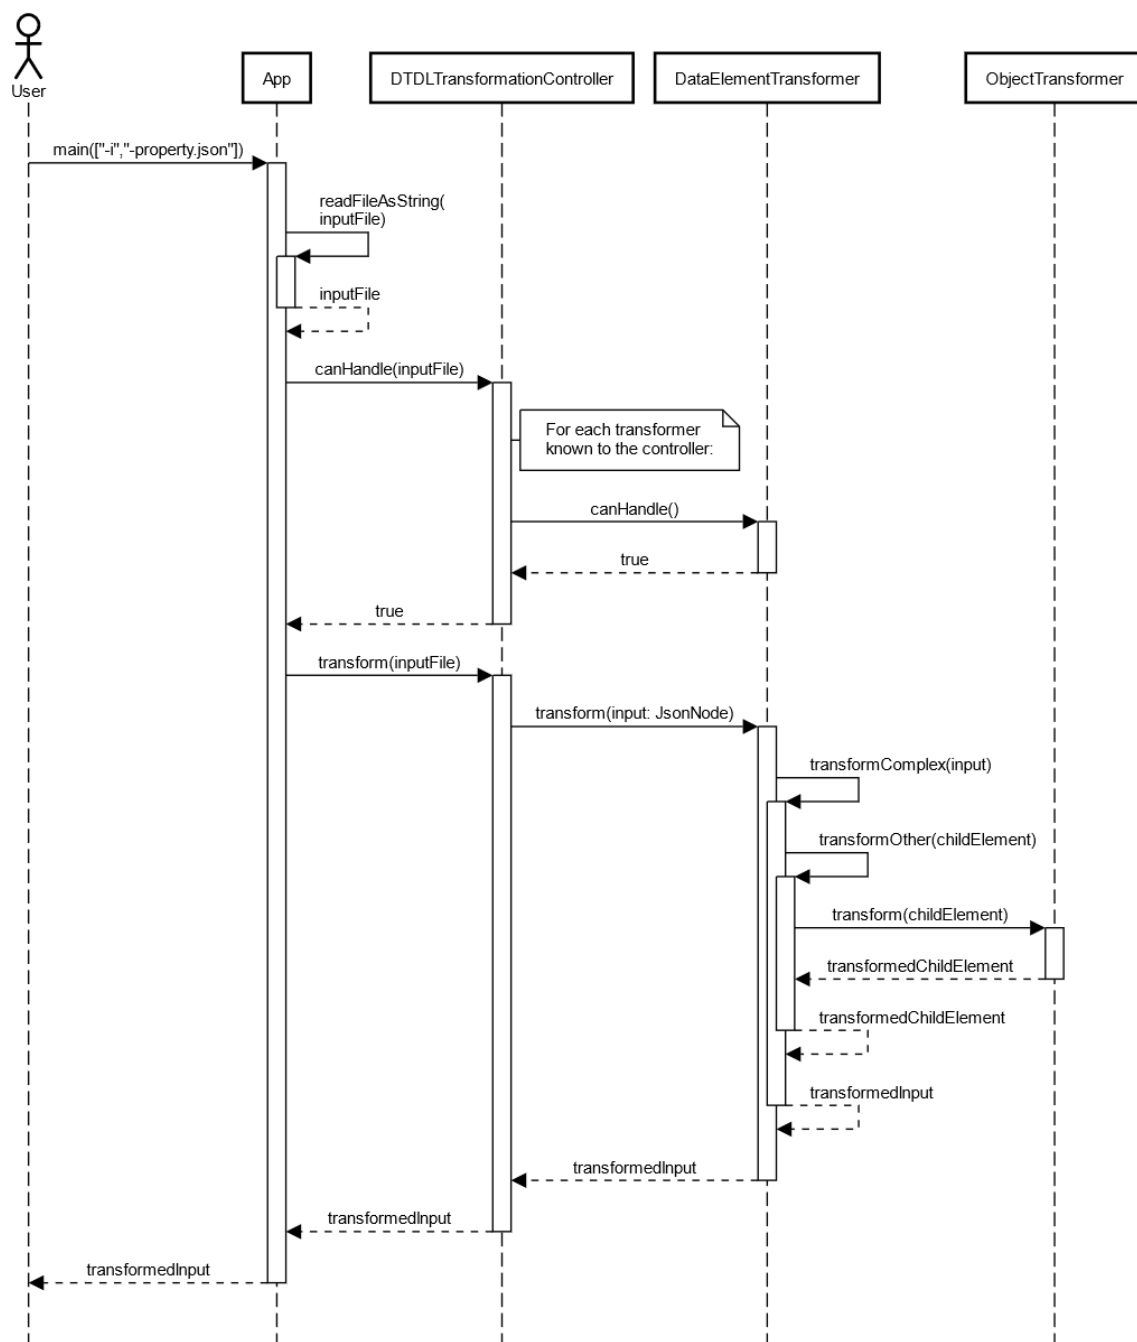 User
App
DTDLTransformationController
DataElementTransformer
ObjectTransformer
main(["-i","-property.json"])
readFileAsString(
inputFile)
inputFile
canHandle(inputFile)
For each transformer
known to the controller:
canHandle()
true
true
transform(inputFile)
transform(input: JsonNode)
transformComplex(input)
transformOther(childElement)
transform(childElement)
transformedChildElement
transformedChildElement
transformedInput
transformedInput
transformedInput
transformedInput